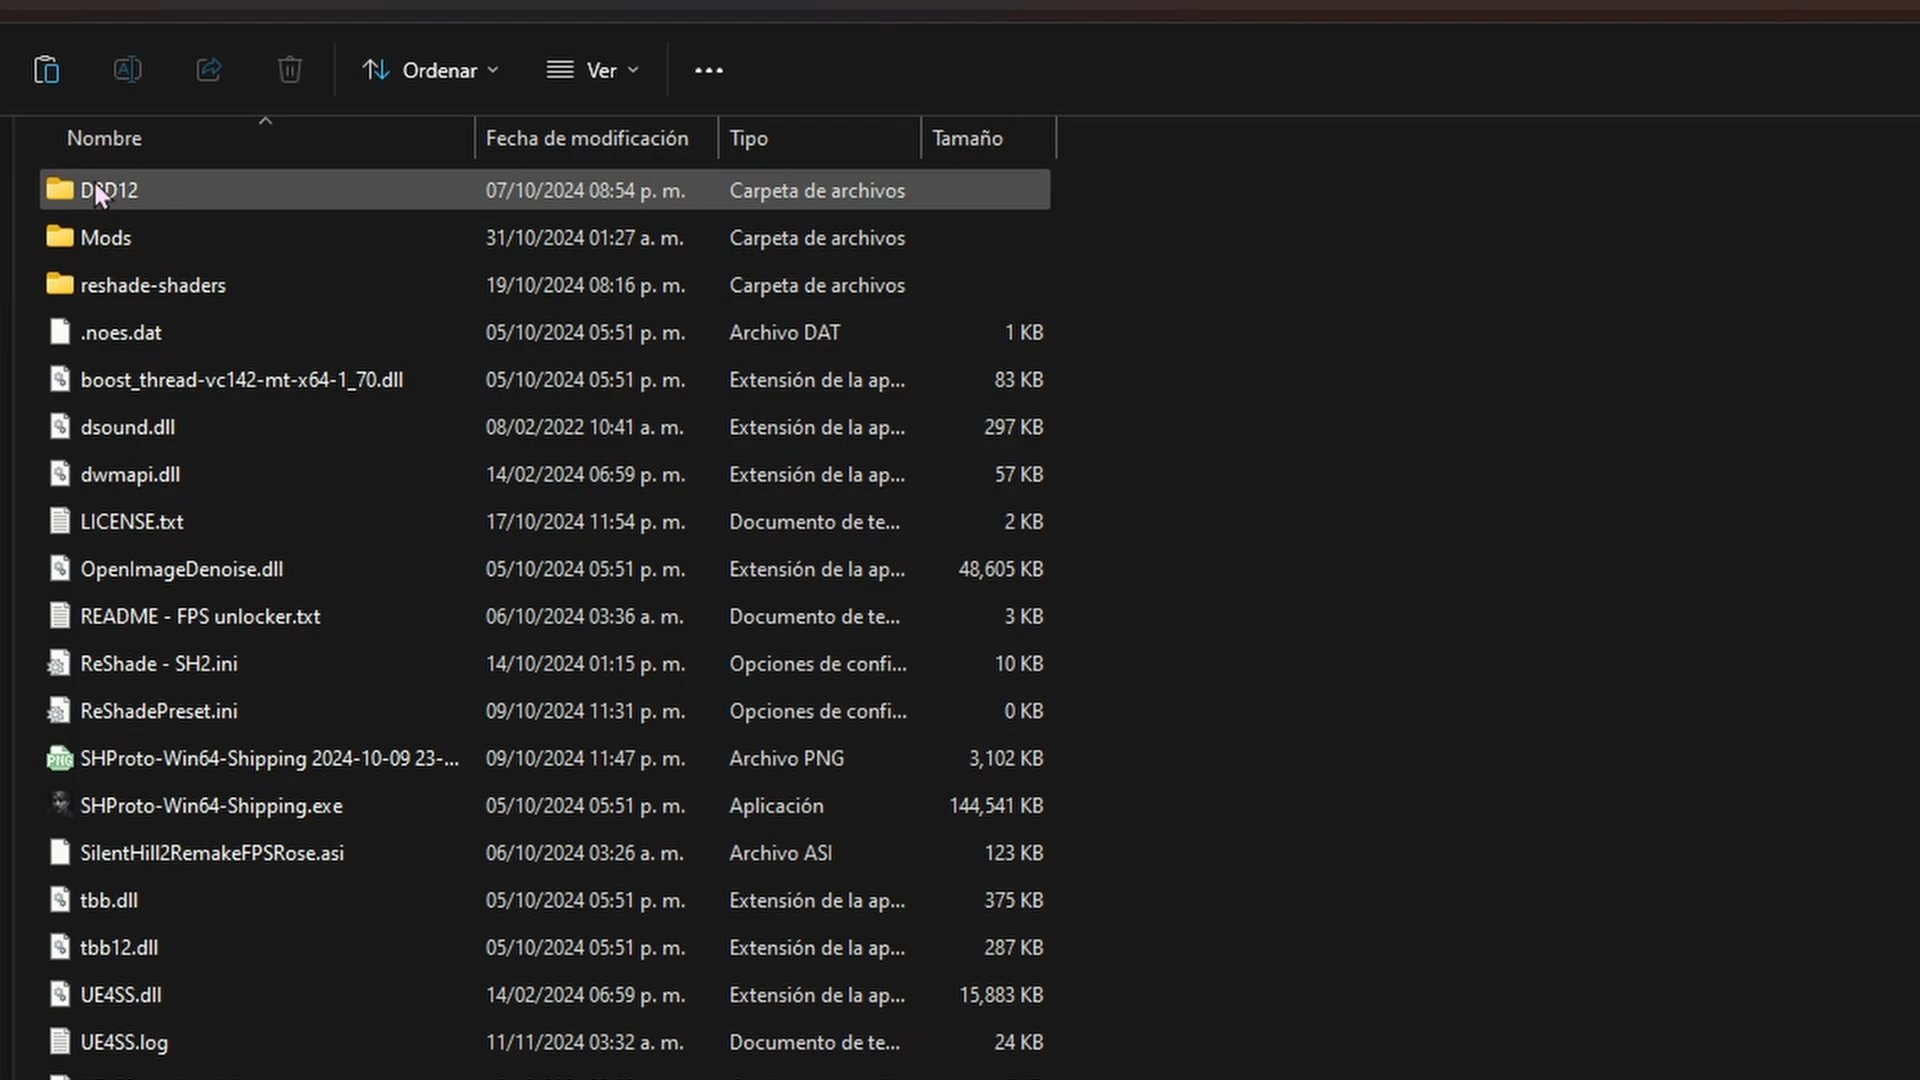 Ordenar Ver
Nombre Fecha de modificación Tipo Tamaño
D3D12 07/10/2024 08:54 p. m. Carpeta de archivos
Mods 31/10/2024 01:27 a. m. Carpeta de archivos
reshade-shaders 19/10/2024 08:16 p. m. Carpeta de archivos
.noes.dat 05/10/2024 05:51 p. m. Archivo DAT 1 KB
boost_thread-vc142-mt-x64-1_70.dll 05/10/2024 05:51 p. m. Extensión de la ap... 83 KB
dsound.dll 08/02/2022 10:41 a. m. Extensión de la ap... 297 KB
dwmapi.dll 14/02/2024 06:59 p. m. Extensión de la ap... 57 KB
LICENSE.txt 17/10/2024 11:54 p. m. Documento de te... 2 KB
OpenImageDenoise.dll 05/10/2024 05:51 p. m. Extensión de la ap... 48,605 KB
README - FPS unlocker.txt 06/10/2024 03:36 a. m. Documento de te... 3 KB
ReShade - SH2.ini 14/10/2024 01:15 p. m. Opciones de confi... 10 KB
ReShadePreset.ini 09/10/2024 11:31 p. m. Opciones de confi... 0 KB
PNG SHProto-Win64-Shipping 2024-10-09 23-... 09/10/2024 11:47 p. m. Archivo PNG 3,102 KB
SHProto-Win64-Shipping.exe 05/10/2024 05:51 p. m. Aplicación 144,541 KB
SilentHill2RemakeFPSRose.asi 06/10/2024 03:26 a. m. Archivo ASI 123 KB
tbb.dll 05/10/2024 05:51 p. m. Extensión de la ap... 375 KB
tbb12.dll 05/10/2024 05:51 p. m. Extensión de la ap... 287 KB
UE4SS.dll 14/02/2024 06:59 p. m. Extensión de la ap... 15,883 KB
UE4SS.log 11/11/2024 03:32 a. m. Documento de te... 24 KB